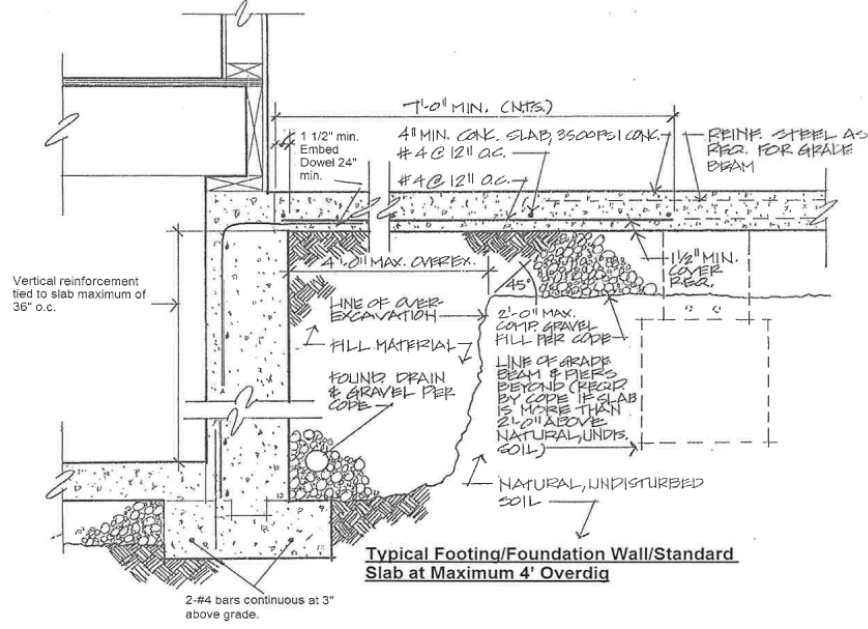 7'-0" MIN. (N.T.S.)
1 1/2" min.
Embed
Dowel 24"
min.
4" MIN. CONC. SLAB, 3500 PSI CONC.
#4 @ 12" O.C.
#4 @ 12" O.C.
REINF. STEEL AS
REQ. FOR GRADE
BEAM
4'-0" MAX. OVEREX.
45°
1 1/2" MIN.
COVER
REQ.
Vertical reinforcement
tied to slab maximum of
36" o.c.
LINE OF OVER-
EXCAVATION
FILL MATERIAL
FOUND. DRAIN
& GRAVEL PER
CODE
2'-0" MAX.
COMP. GRAVEL
FILL PER CODE
LINE OF GRADE
BEAM & PIERS
BEYOND (REQD.
BY CODE IF SLAB
IS MORE THAN
2'-0" ABOVE
NATURAL, UNDIS.
SOIL)
NATURAL, UNDISTURBED
SOIL
Typical Footing/Foundation Wall/Standard
Slab at Maximum 4' Overdig
2-#4 bars continuous at 3"
above grade.